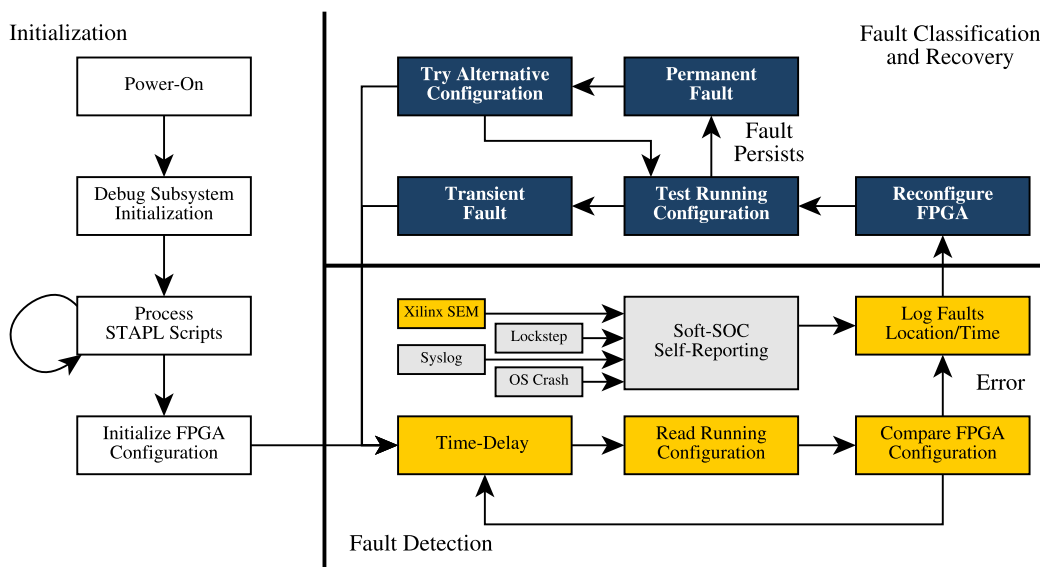 Initialization
Power-On
Debug Subsystem
Initialization
Process
STAPL Scripts
Initialize FPGA
Configuration
Fault Classification
and Recovery
Try Alternative
Configuration
Permanent
Fault
Fault
Persists
Transient
Fault
Test Running
Configuration
Reconfigure
FPGA
Xilinx SEM
Lockstep
Syslog
OS Crash
Soft-SOC
Self-Reporting
Log Faults
Location/Time
Error
Time-Delay
Read Running
Configuration
Compare FPGA
Configuration
Fault Detection